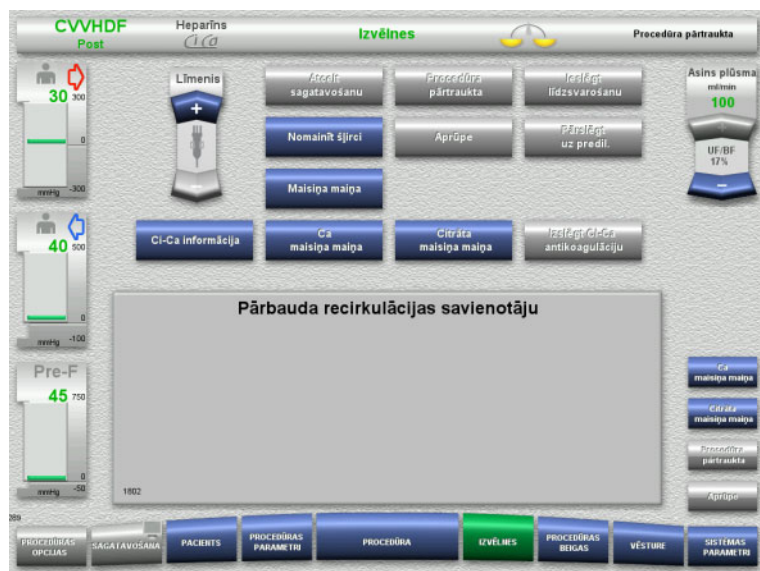 CVVHDF
Post
Heparīns
CiCa
Izvēlnes
Procedūra pārtraukta
30
300
0
mmHg -300
Līmenis
+
−
Atcelt
sagatavošanu
Procedūra
pārtraukta
Ieslēgt
līdzsvarošanu
Asins plūsma
ml/min
100
+
UF/BF
17%
−
Nomainīt šļirci
Aprūpe
Pārslēgt
uz predil.
Maisiņa maiņa
40
500
0
mmHg -100
Ci-Ca informācija
Ca
maisiņa maiņa
Citrāta
maisiņa maiņa
Izslēgt Ci-Ca
antikoagulāciju
Pārbauda recirkulācijas savienotāju
1802
Pre-F
45
750
0
mmHg -50
Ca
maisiņa maiņa
Citrāta
maisiņa maiņa
Procedūra
pārtraukta
Aprūpe
PROCEDŪRAS
OPCIJAS
SAGATAVOŠANA
PACIENTS
PROCEDŪRAS
PARAMETRI
PROCEDŪRA
IZVĒLNES
PROCEDŪRAS
BEIGAS
VĒSTURE
SISTĒMAS
PARAMETRI